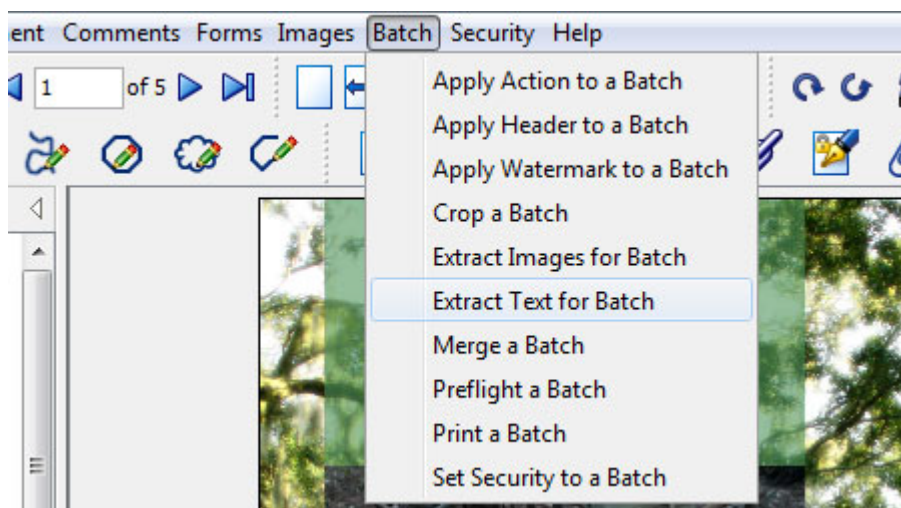 ent Comments Forms Images Batch Security Help
1 of 5
Apply Action to a Batch
Apply Header to a Batch
Apply Watermark to a Batch
Crop a Batch
Extract Images for Batch
Extract Text for Batch
Merge a Batch
Preflight a Batch
Print a Batch
Set Security to a Batch